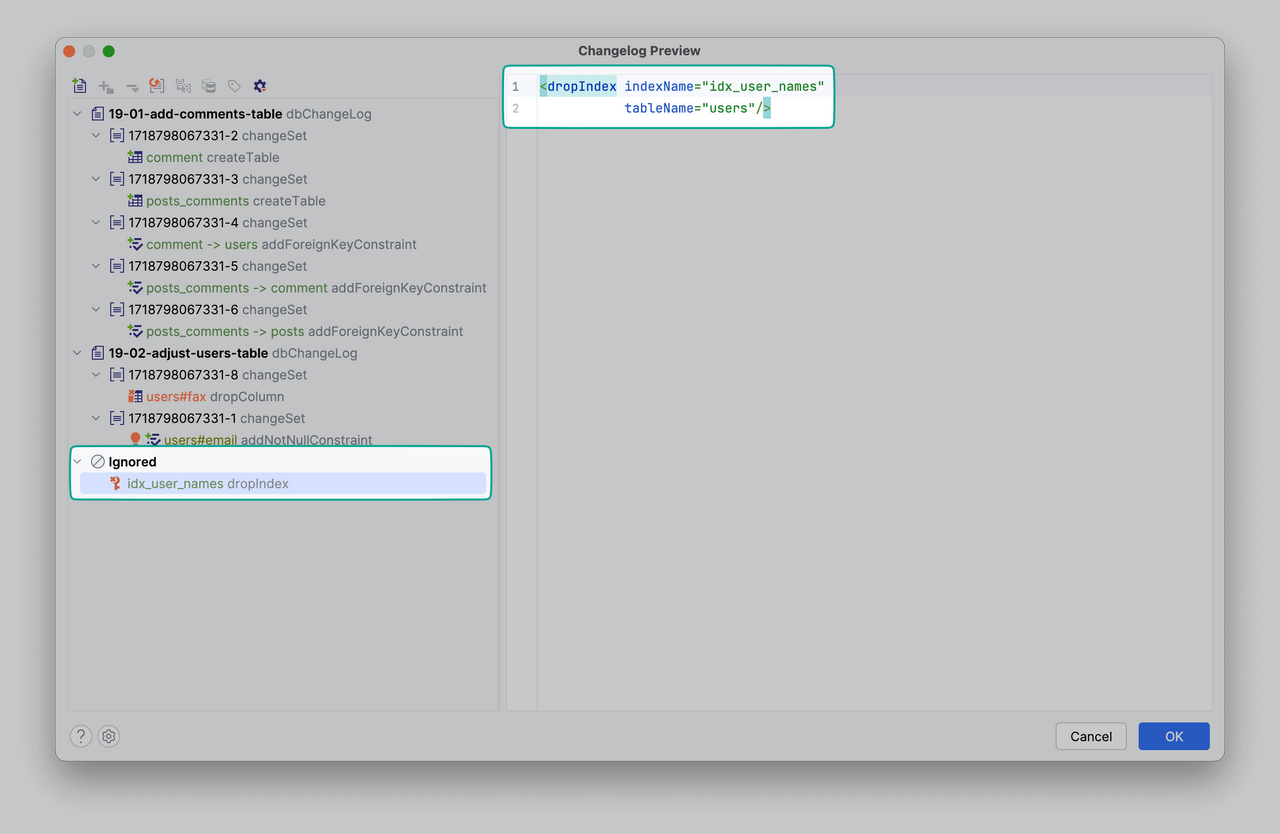 Changelog Preview
19-01-add-comments-table dbChangeLog
1718798067331-2 changeSet
comment createTable
1718798067331-3 changeSet
posts_comments createTable
1718798067331-4 changeSet
comment -> users addForeignKeyConstraint
1718798067331-5 changeSet
posts_comments -> comment addForeignKeyConstraint
1718798067331-6 changeSet
posts_comments -> posts addForeignKeyConstraint
19-02-adjust-users-table dbChangeLog
1718798067331-8 changeSet
users#fax dropColumn
1718798067331-1 changeSet
users#email addNotNullConstraint
Ignored
idx_user_names dropIndex
1 <dropIndex indexName="idx_user_names"
2 tableName="users"/>
?
Cancel
OK